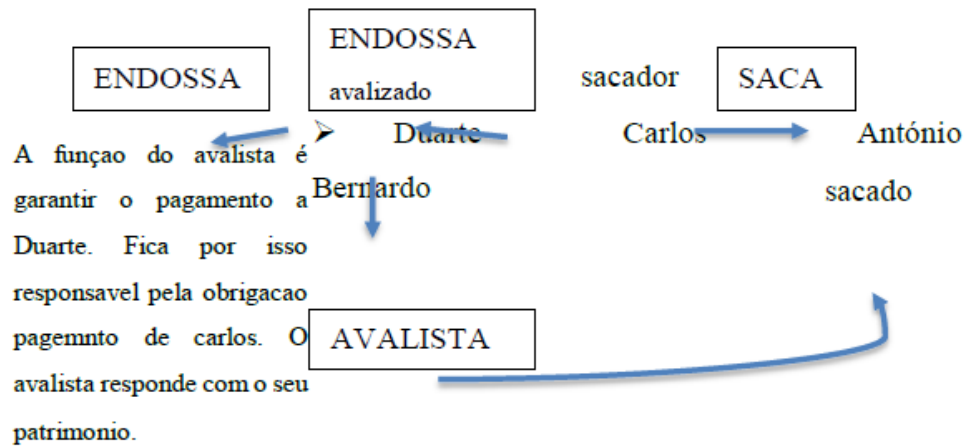 ENDOSSA
ENDOSSA
avalizado
sacador
SACA
➢ Duarte
Carlos
António
Bernardo
sacado
A funçao do avalista é
garantir o pagamento a
Duarte. Fica por isso
responsavel pela obrigacao
pagemnto de carlos. O
avalista responde com o seu
patrimonio.
AVALISTA